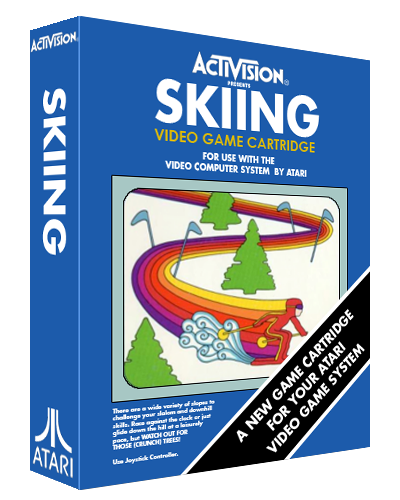 ACTIVISION®
SKIING
ATARI
ACTIVISION®
PRESENTS
SKIING
VIDEO GAME CARTRIDGE
FOR USE WITH THE
VIDEO COMPUTER SYSTEM BY ATARI
There are a wide variety of slopes to
challenge your slalom and downhill
skills. Race against the clock or just
glide down the hill at a leisurely
pace, but WATCH OUT FOR
THOSE (CRUNCH) TREES!
Use Joystick Controller.
A NEW GAME CARTRIDGE
FOR YOUR ATARI
VIDEO GAME SYSTEM